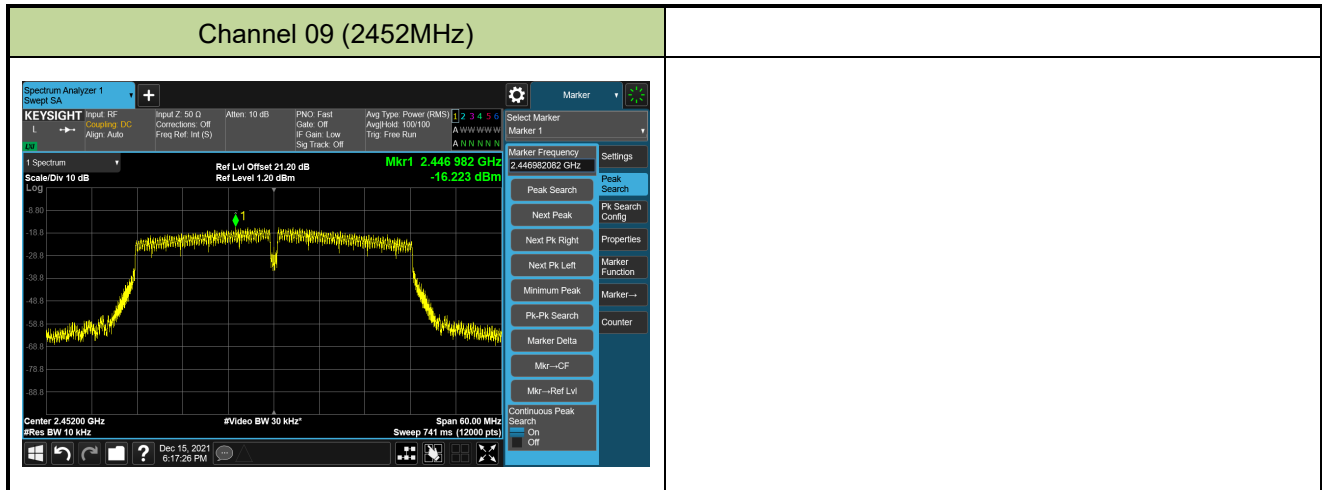 Channel 09 (2452MHz)
Spectrum Analyzer 1
Swept SA
Marker
KEYSIGHT
L
LNI
Input: RF
Coupling: DC
Align: Auto
Input Z: 50 Ω
Corrections: Off
Freq Ref: Int (S)
Atten: 10 dB
PNO: Fast
Gate: Off
IF Gain: Low
Sig Track: Off
Avg Type: Power (RMS)
Avg|Hold: 100/100
Trig: Free Run
1 2 3 4 5 6
A W W W W W
A N N N N N
Select Marker
Marker 1
1 Spectrum
Scale/Div 10 dB
Log
Ref Lvl Offset 21.20 dB
Ref Level 1.20 dBm
Mkr1 2.446 982 GHz
-16.223 dBm
1
-8.80
-18.8
-28.8
-38.8
-48.8
-58.8
-68.8
-78.8
-88.8
Center 2.45200 GHz
#Res BW 10 kHz
#Video BW 30 kHz*
Span 60.00 MHz
Sweep 741 ms (12000 pts)
Marker Frequency
2.446982082 GHz
Peak Search
Next Peak
Next Pk Right
Next Pk Left
Minimum Peak
Pk-Pk Search
Marker Delta
Mkr→CF
Mkr→Ref Lvl
Continuous Peak
Search
On
Off
Settings
Peak
Search
Pk Search
Config
Properties
Marker
Function
Marker→
Counter
?
Dec 15, 2021
6:17:26 PM